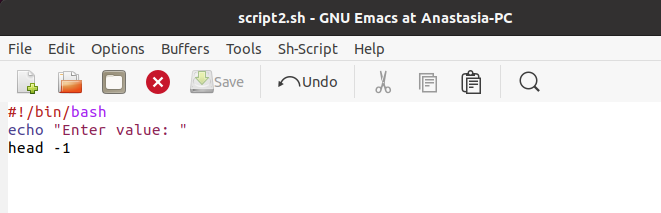 script2.sh - GNU Emacs at Anastasia-PC
File Edit Options Buffers Tools Sh-Script Help
Save Undo
#!/bin/bash
echo "Enter value: "
head -1